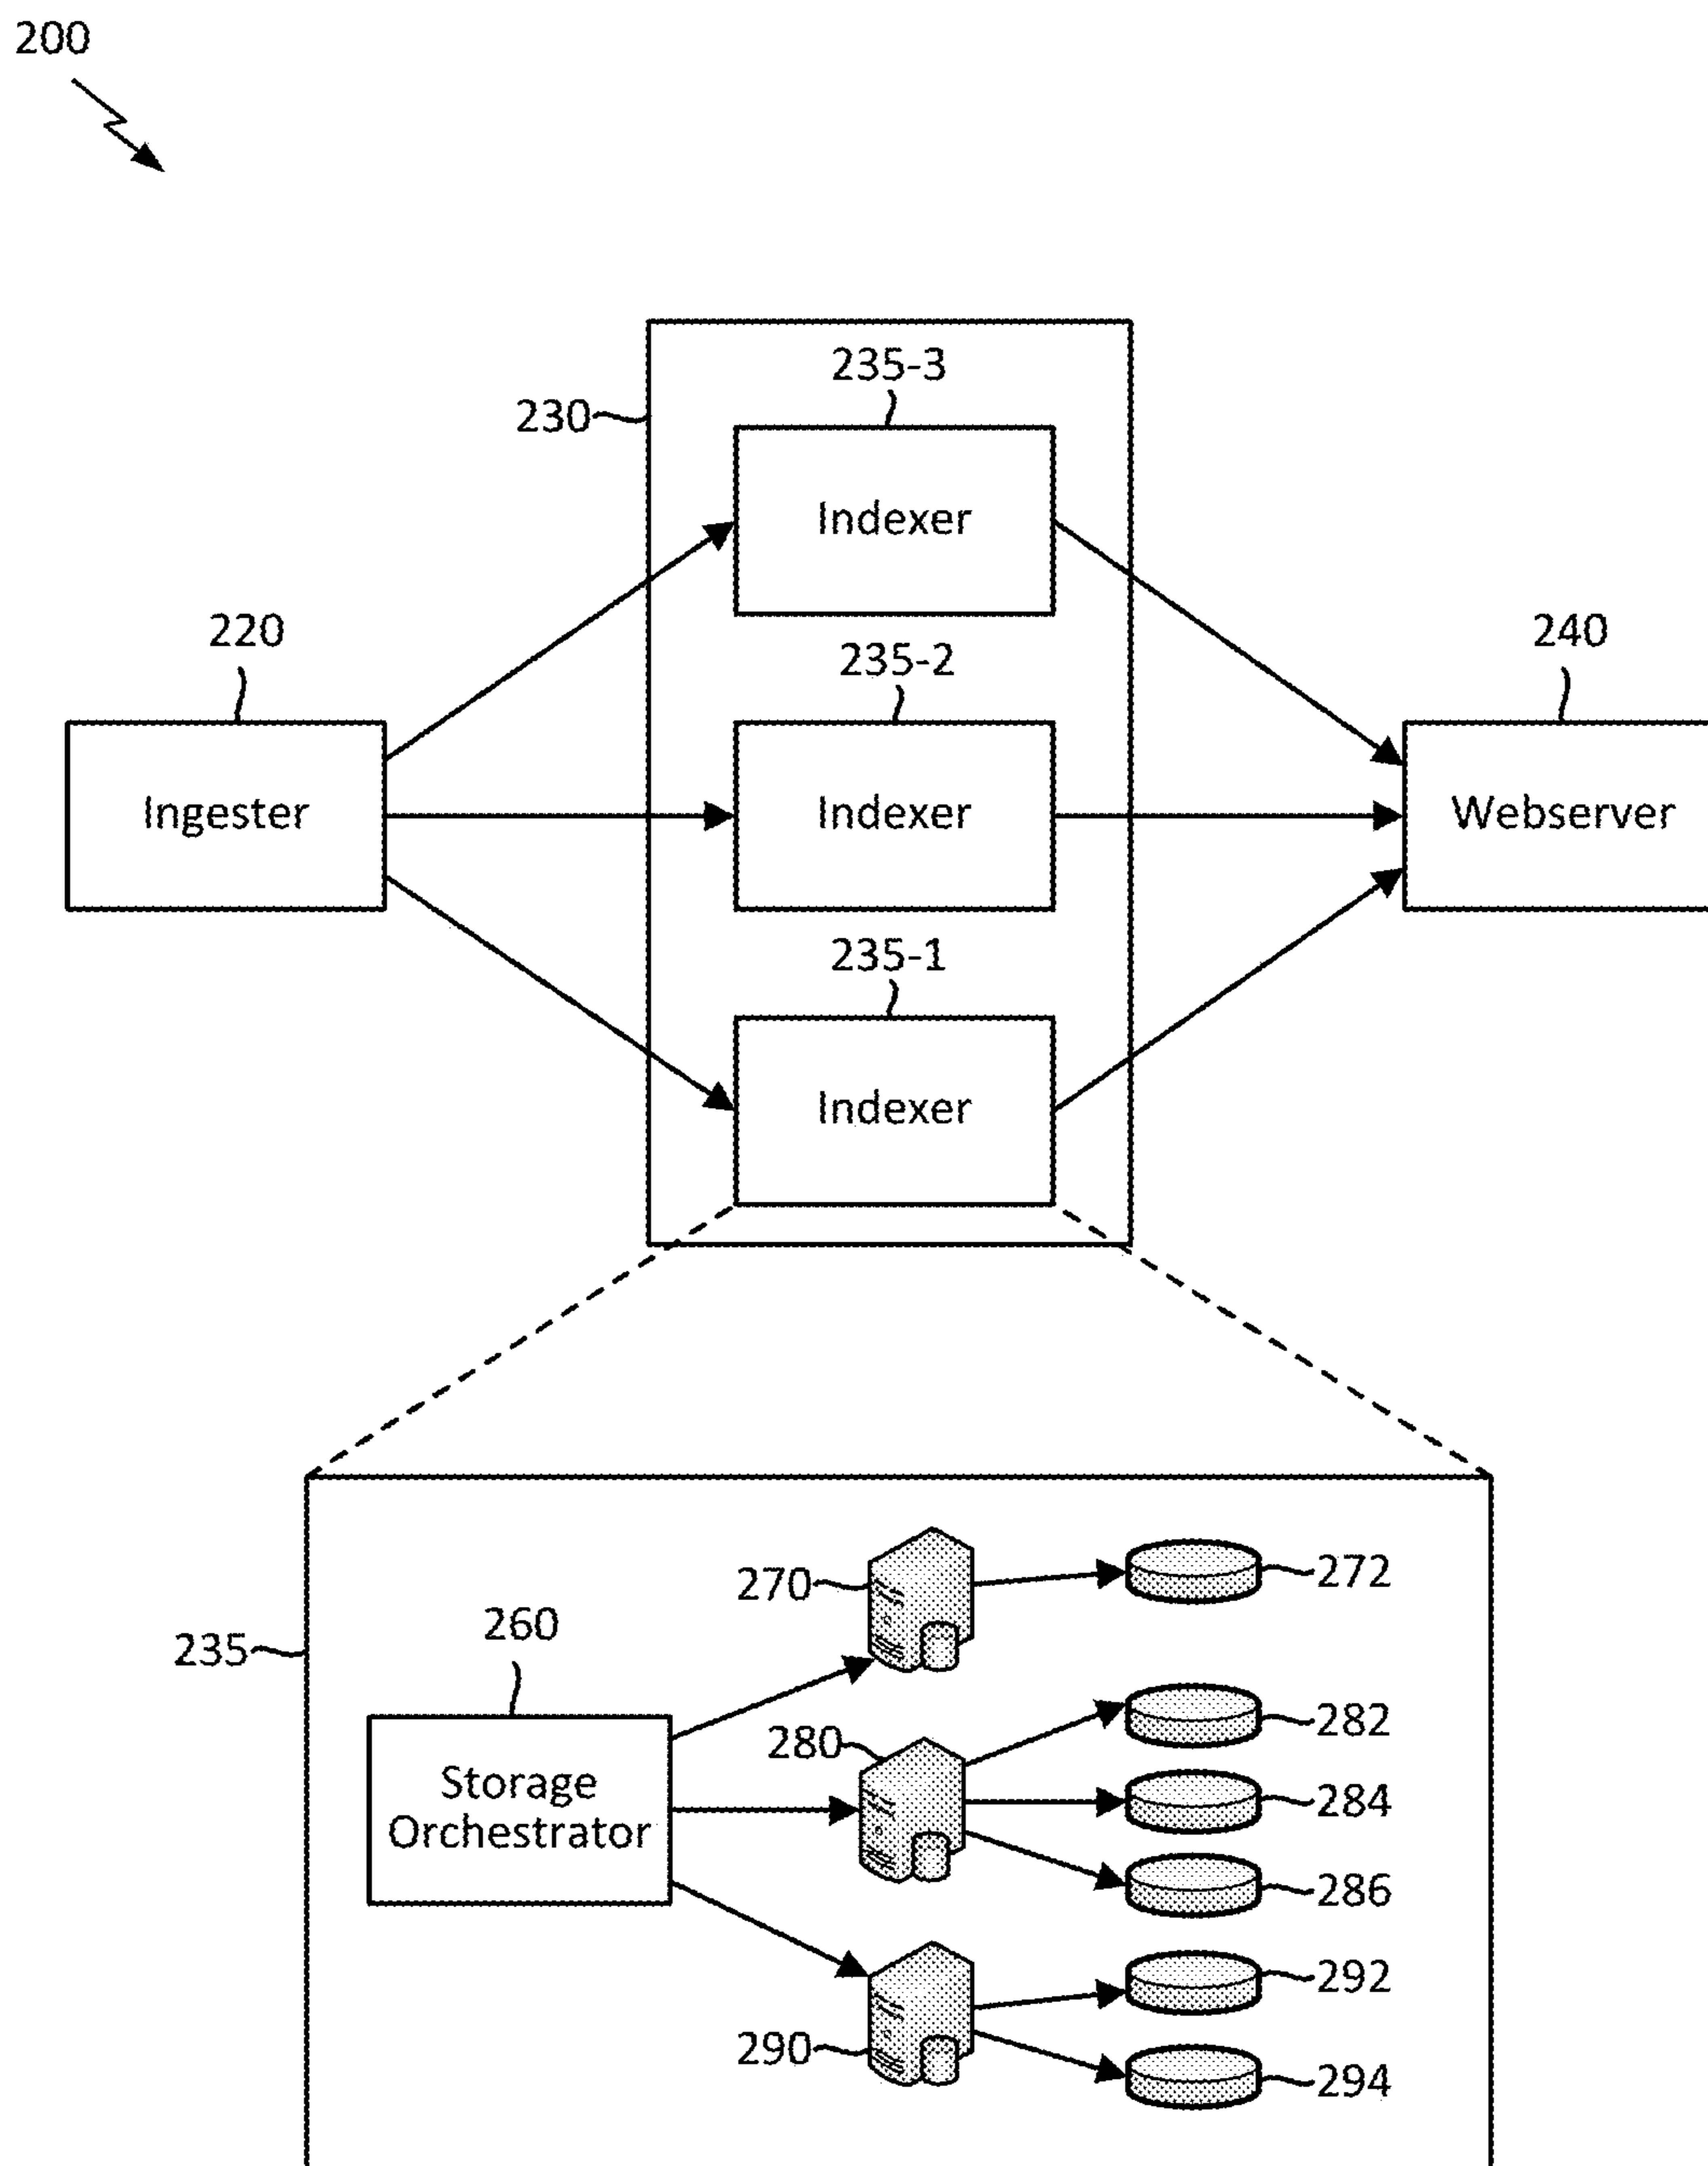 200
235-3
230
Indexer
220
235-2
240
Ingester
Indexer
Webserver
235-1
Indexer
270
272
260
235
280
282
Storage
Orchestrator
284
286
290
292
294